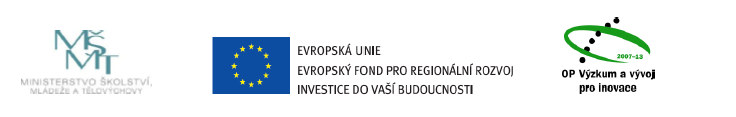 MŠMT
MINISTERSTVO ŠKOLSTVÍ,
MLÁDEŽE A TĚLOVÝCHOVY
EVROPSKÁ UNIE
EVROPSKÝ FOND PRO REGIONÁLNÍ ROZVOJ
INVESTICE DO VAŠÍ BUDOUCNOSTI
2007-13
OP Výzkum a vývoj
pro inovace